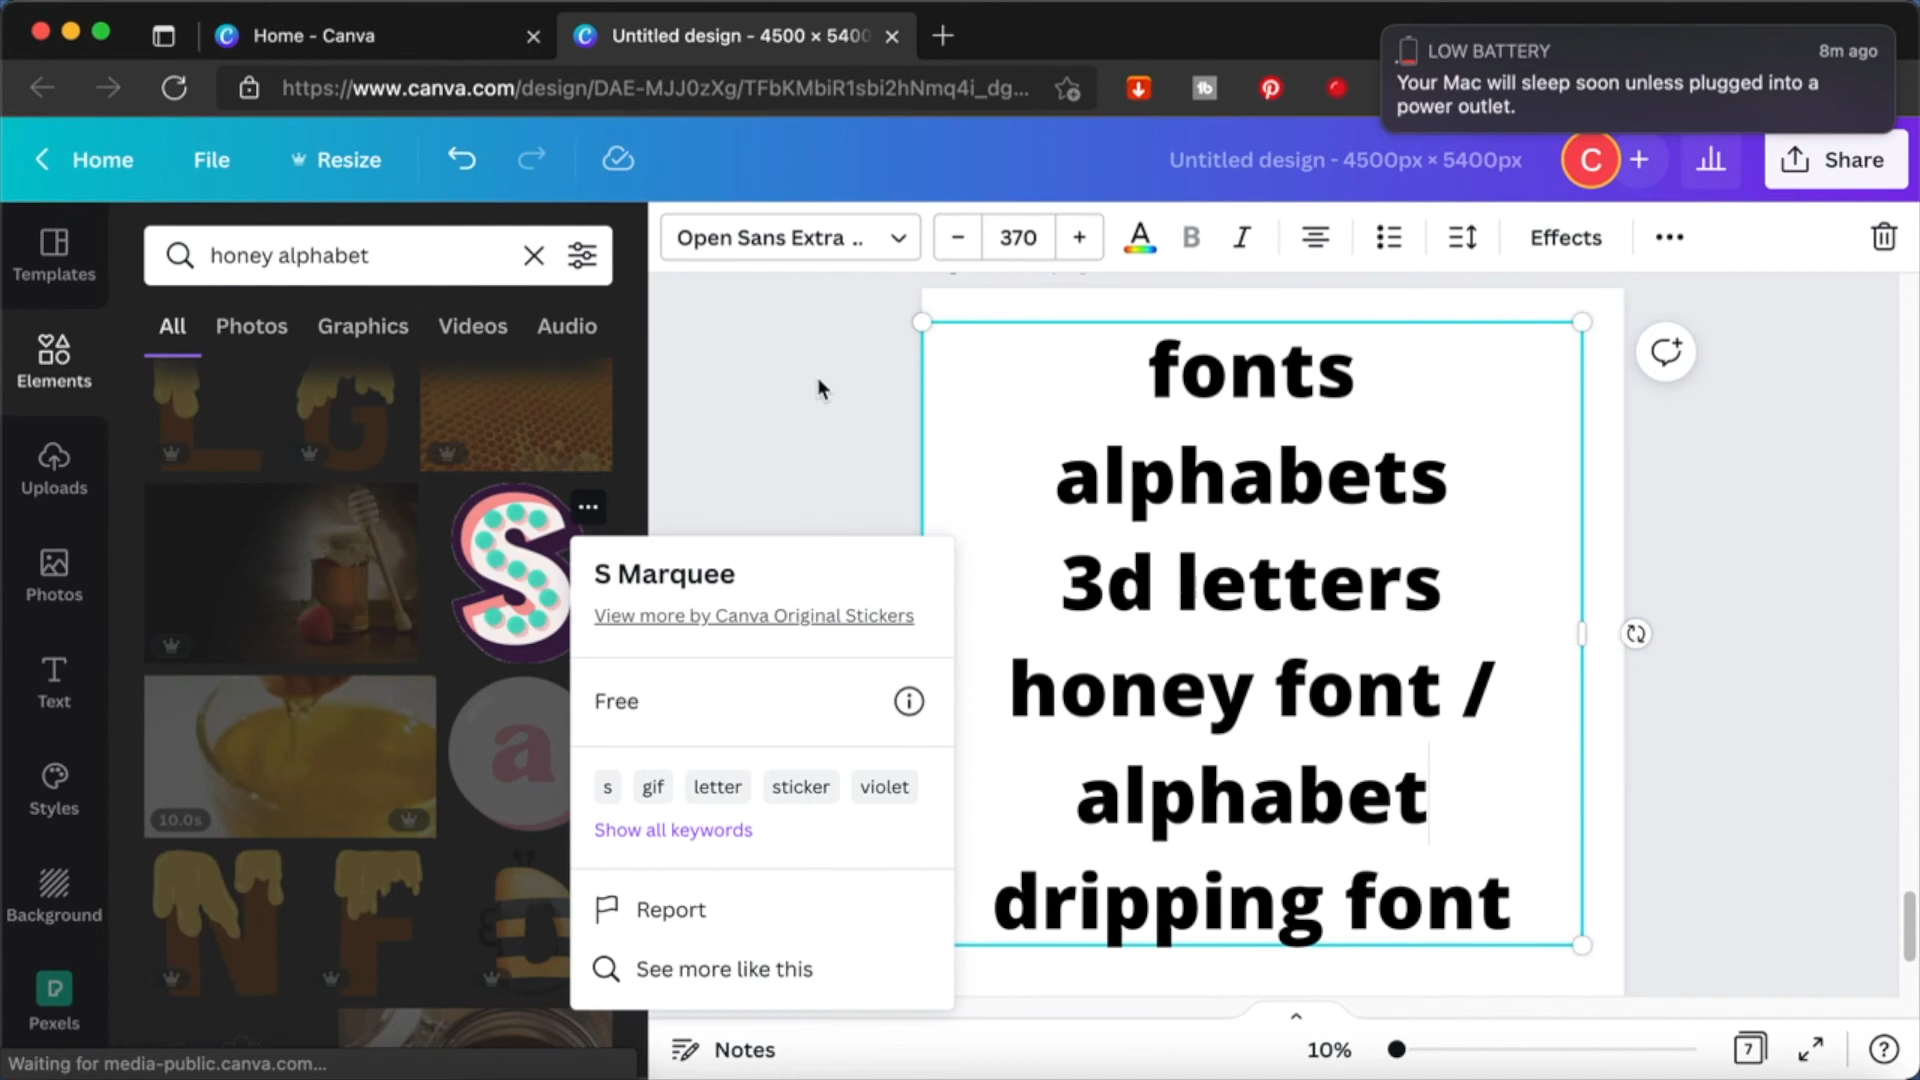 Home - Canva
Untitled design - 4500 × 5400
LOW BATTERY
8m ago
Your Mac will sleep soon unless plugged into a
power outlet.
https://www.canva.com/design/DAE-MJJ0zXg/TFbKMbiR1sbi2hNmq4i_dg...
tb
Home
File
Resize
Untitled design - 4500px × 5400px
C
Share
Templates
Elements
Uploads
Photos
Text
Styles
Background
Pexels
honey alphabet
All
Photos
Graphics
Videos
Audio
Open Sans Extra ..
370
A
B
I
Effects
L
G
S
a
10.0s
N
F
D
S Marquee
View more by Canva Original Stickers
Free
s
gif
letter
sticker
violet
Show all keywords
Report
See more like this
fonts
alphabets
3d letters
honey font /
alphabet
dripping font
Notes
10%
7
Waiting for media-public.canva.com...